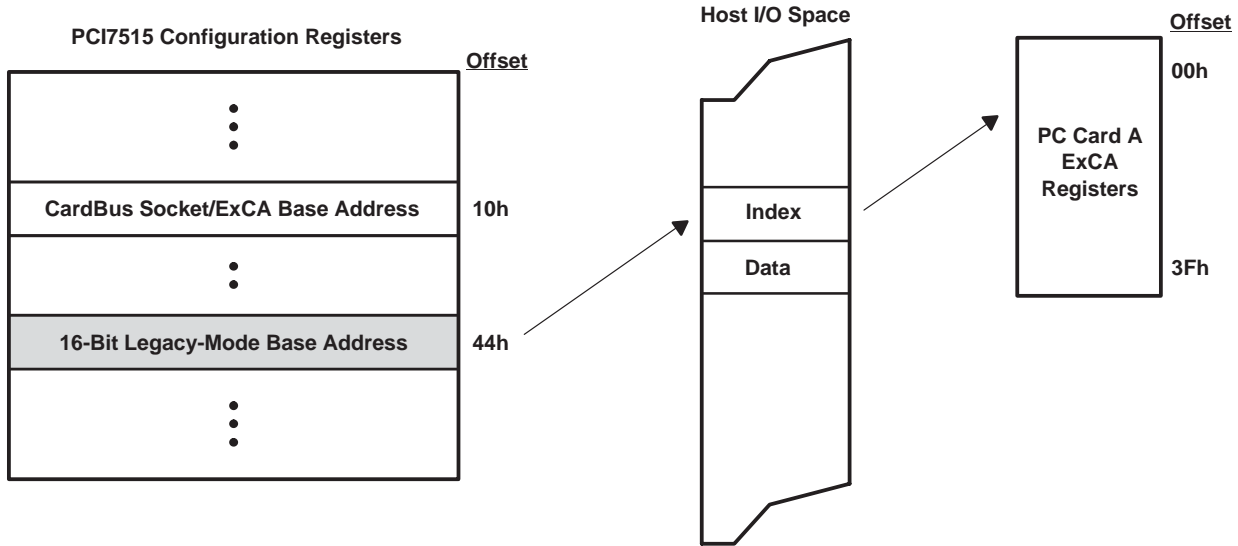 PCI7515 Configuration Registers
Offset
CardBus Socket/ExCA Base Address
10h
16-Bit Legacy-Mode Base Address
44h
Host I/O Space
Index
Data
Offset
00h
PC Card A
ExCA
Registers
3Fh